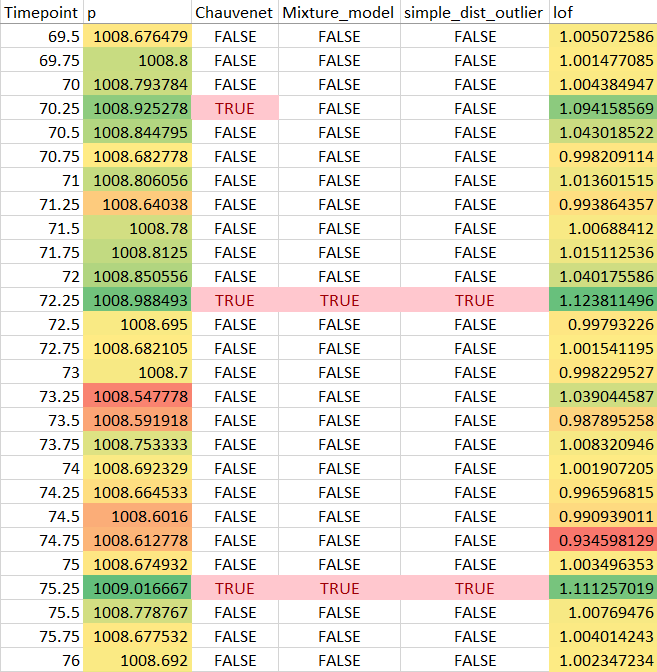 Timepoint p Chauvenet Mixture_model simple_dist_outlier lof
69.5 1008.676479 FALSE FALSE FALSE 1.005072586
69.75 1008.8 FALSE FALSE FALSE 1.001477085
70 1008.793784 FALSE FALSE FALSE 1.004384947
70.25 1008.925278 TRUE FALSE FALSE 1.094158569
70.5 1008.844795 FALSE FALSE FALSE 1.043018522
70.75 1008.682778 FALSE FALSE FALSE 0.998209114
71 1008.806056 FALSE FALSE FALSE 1.013601515
71.25 1008.64038 FALSE FALSE FALSE 0.993864357
71.5 1008.78 FALSE FALSE FALSE 1.00688412
71.75 1008.8125 FALSE FALSE FALSE 1.015112536
72 1008.850556 FALSE FALSE FALSE 1.040175586
72.25 1008.988493 TRUE TRUE TRUE 1.123811496
72.5 1008.695 FALSE FALSE FALSE 0.99793226
72.75 1008.682105 FALSE FALSE FALSE 1.001541195
73 1008.7 FALSE FALSE FALSE 0.998229527
73.25 1008.547778 FALSE FALSE FALSE 1.039044587
73.5 1008.591918 FALSE FALSE FALSE 0.987895258
73.75 1008.753333 FALSE FALSE FALSE 1.008320946
74 1008.692329 FALSE FALSE FALSE 1.001907205
74.25 1008.664533 FALSE FALSE FALSE 0.996596815
74.5 1008.6016 FALSE FALSE FALSE 0.990939011
74.75 1008.612778 FALSE FALSE FALSE 0.934598129
75 1008.674932 FALSE FALSE FALSE 1.003496353
75.25 1009.016667 TRUE TRUE TRUE 1.111257019
75.5 1008.778767 FALSE FALSE FALSE 1.00769476
75.75 1008.677532 FALSE FALSE FALSE 1.004014243
76 1008.692 FALSE FALSE FALSE 1.002347234